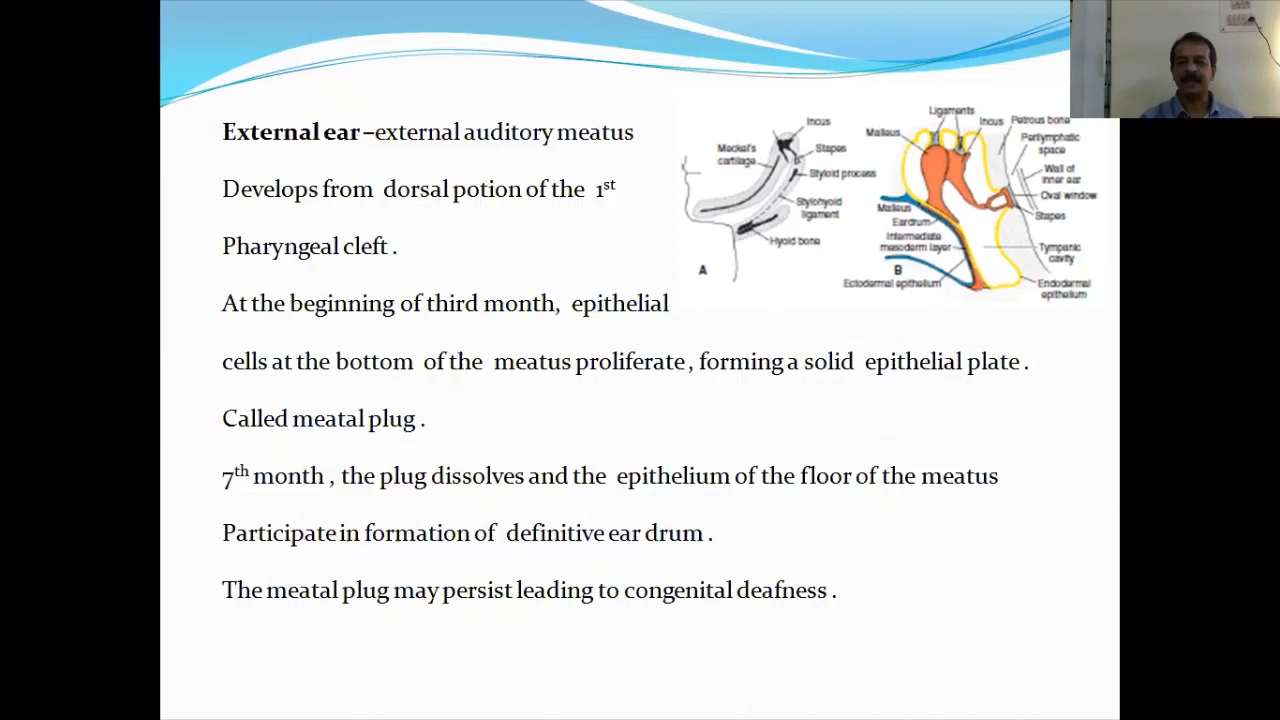 External ear –external auditory meatus
Develops from dorsal potion of the 1st
Pharyngeal cleft .
At the beginning of third month, epithelial
cells at the bottom of the meatus proliferate , forming a solid epithelial plate .
Called meatal plug .
7th month , the plug dissolves and the epithelium of the floor of the meatus
Participate in formation of definitive ear drum .
The meatal plug may persist leading to congenital deafness .
Incus
Meckel's
cartilage
Stapes
Styloid process
Stylohyoid
ligament
Hyoid bone
A
Ligaments
Malleus
Incus
Petrous bone
Perilymphatic
space
Wall of
inner ear
Oval window
Stapes
Malleus
Eardrum
Intermediate
mesoderm layer
Tympanic
cavity
B
Ectodermal epithelium
Endodermal
epithelium